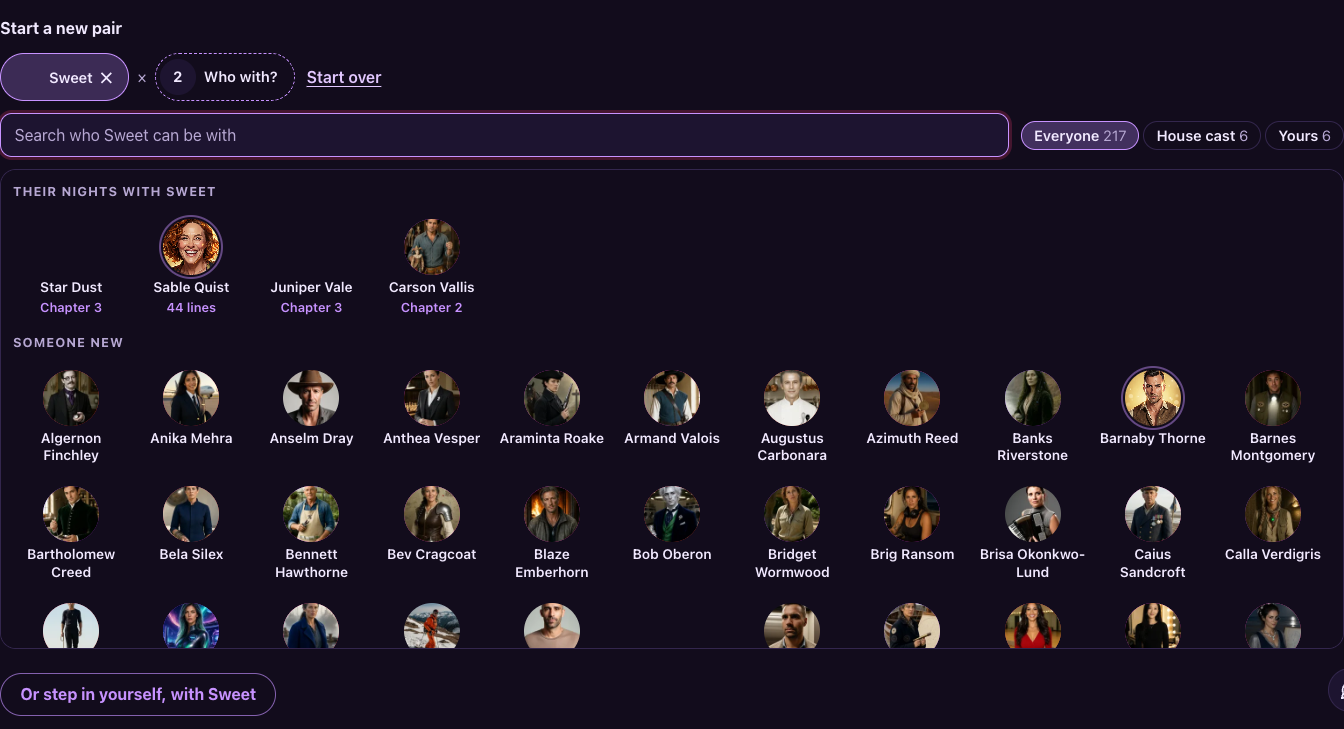 Start a new pair
Sweet ×
×
2 Who with?
Start over
Search who Sweet can be with
Everyone 217
House cast 6
Yours 6
THEIR NIGHTS WITH SWEET
Star Dust
Chapter 3
Sable Quist
44 lines
Juniper Vale
Chapter 3
Carson Vallis
Chapter 2
SOMEONE NEW
Algernon
Finchley
Anika Mehra
Anselm Dray
Anthea Vesper
Araminta Roake
Armand Valois
Augustus
Carbonara
Azimuth Reed
Banks
Riverstone
Barnaby Thorne
Barnes
Montgomery
Bartholomew
Creed
Bela Silex
Bennett
Hawthorne
Bev Cragcoat
Blaze
Emberhorn
Bob Oberon
Bridget
Wormwood
Brig Ransom
Brisa Okonkwo-
Lund
Caius
Sandcroft
Calla Verdigris
Or step in yourself, with Sweet